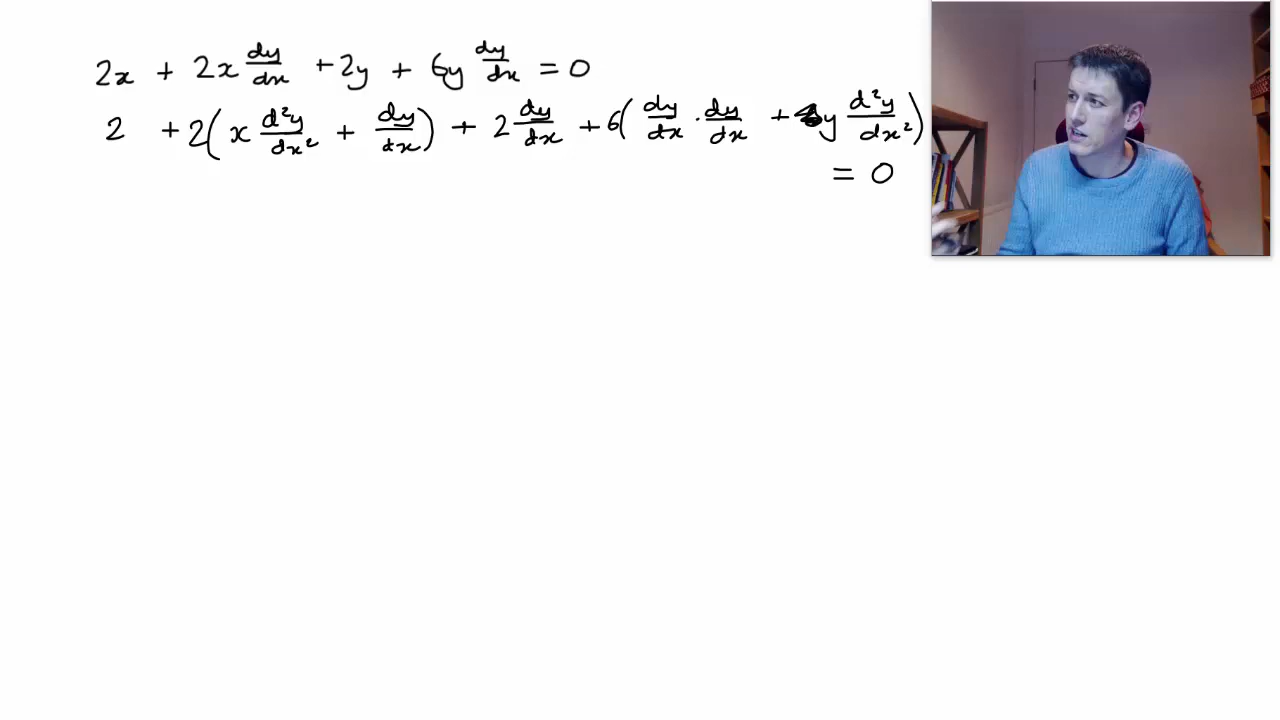 2x + 2x dy/dx + 2y + 6y dy/dx = 0
2 + 2(x d²y/dx² + dy/dx) + 2 dy/dx + 6(dy/dx · dy/dx + y d²y/dx²)
= 0